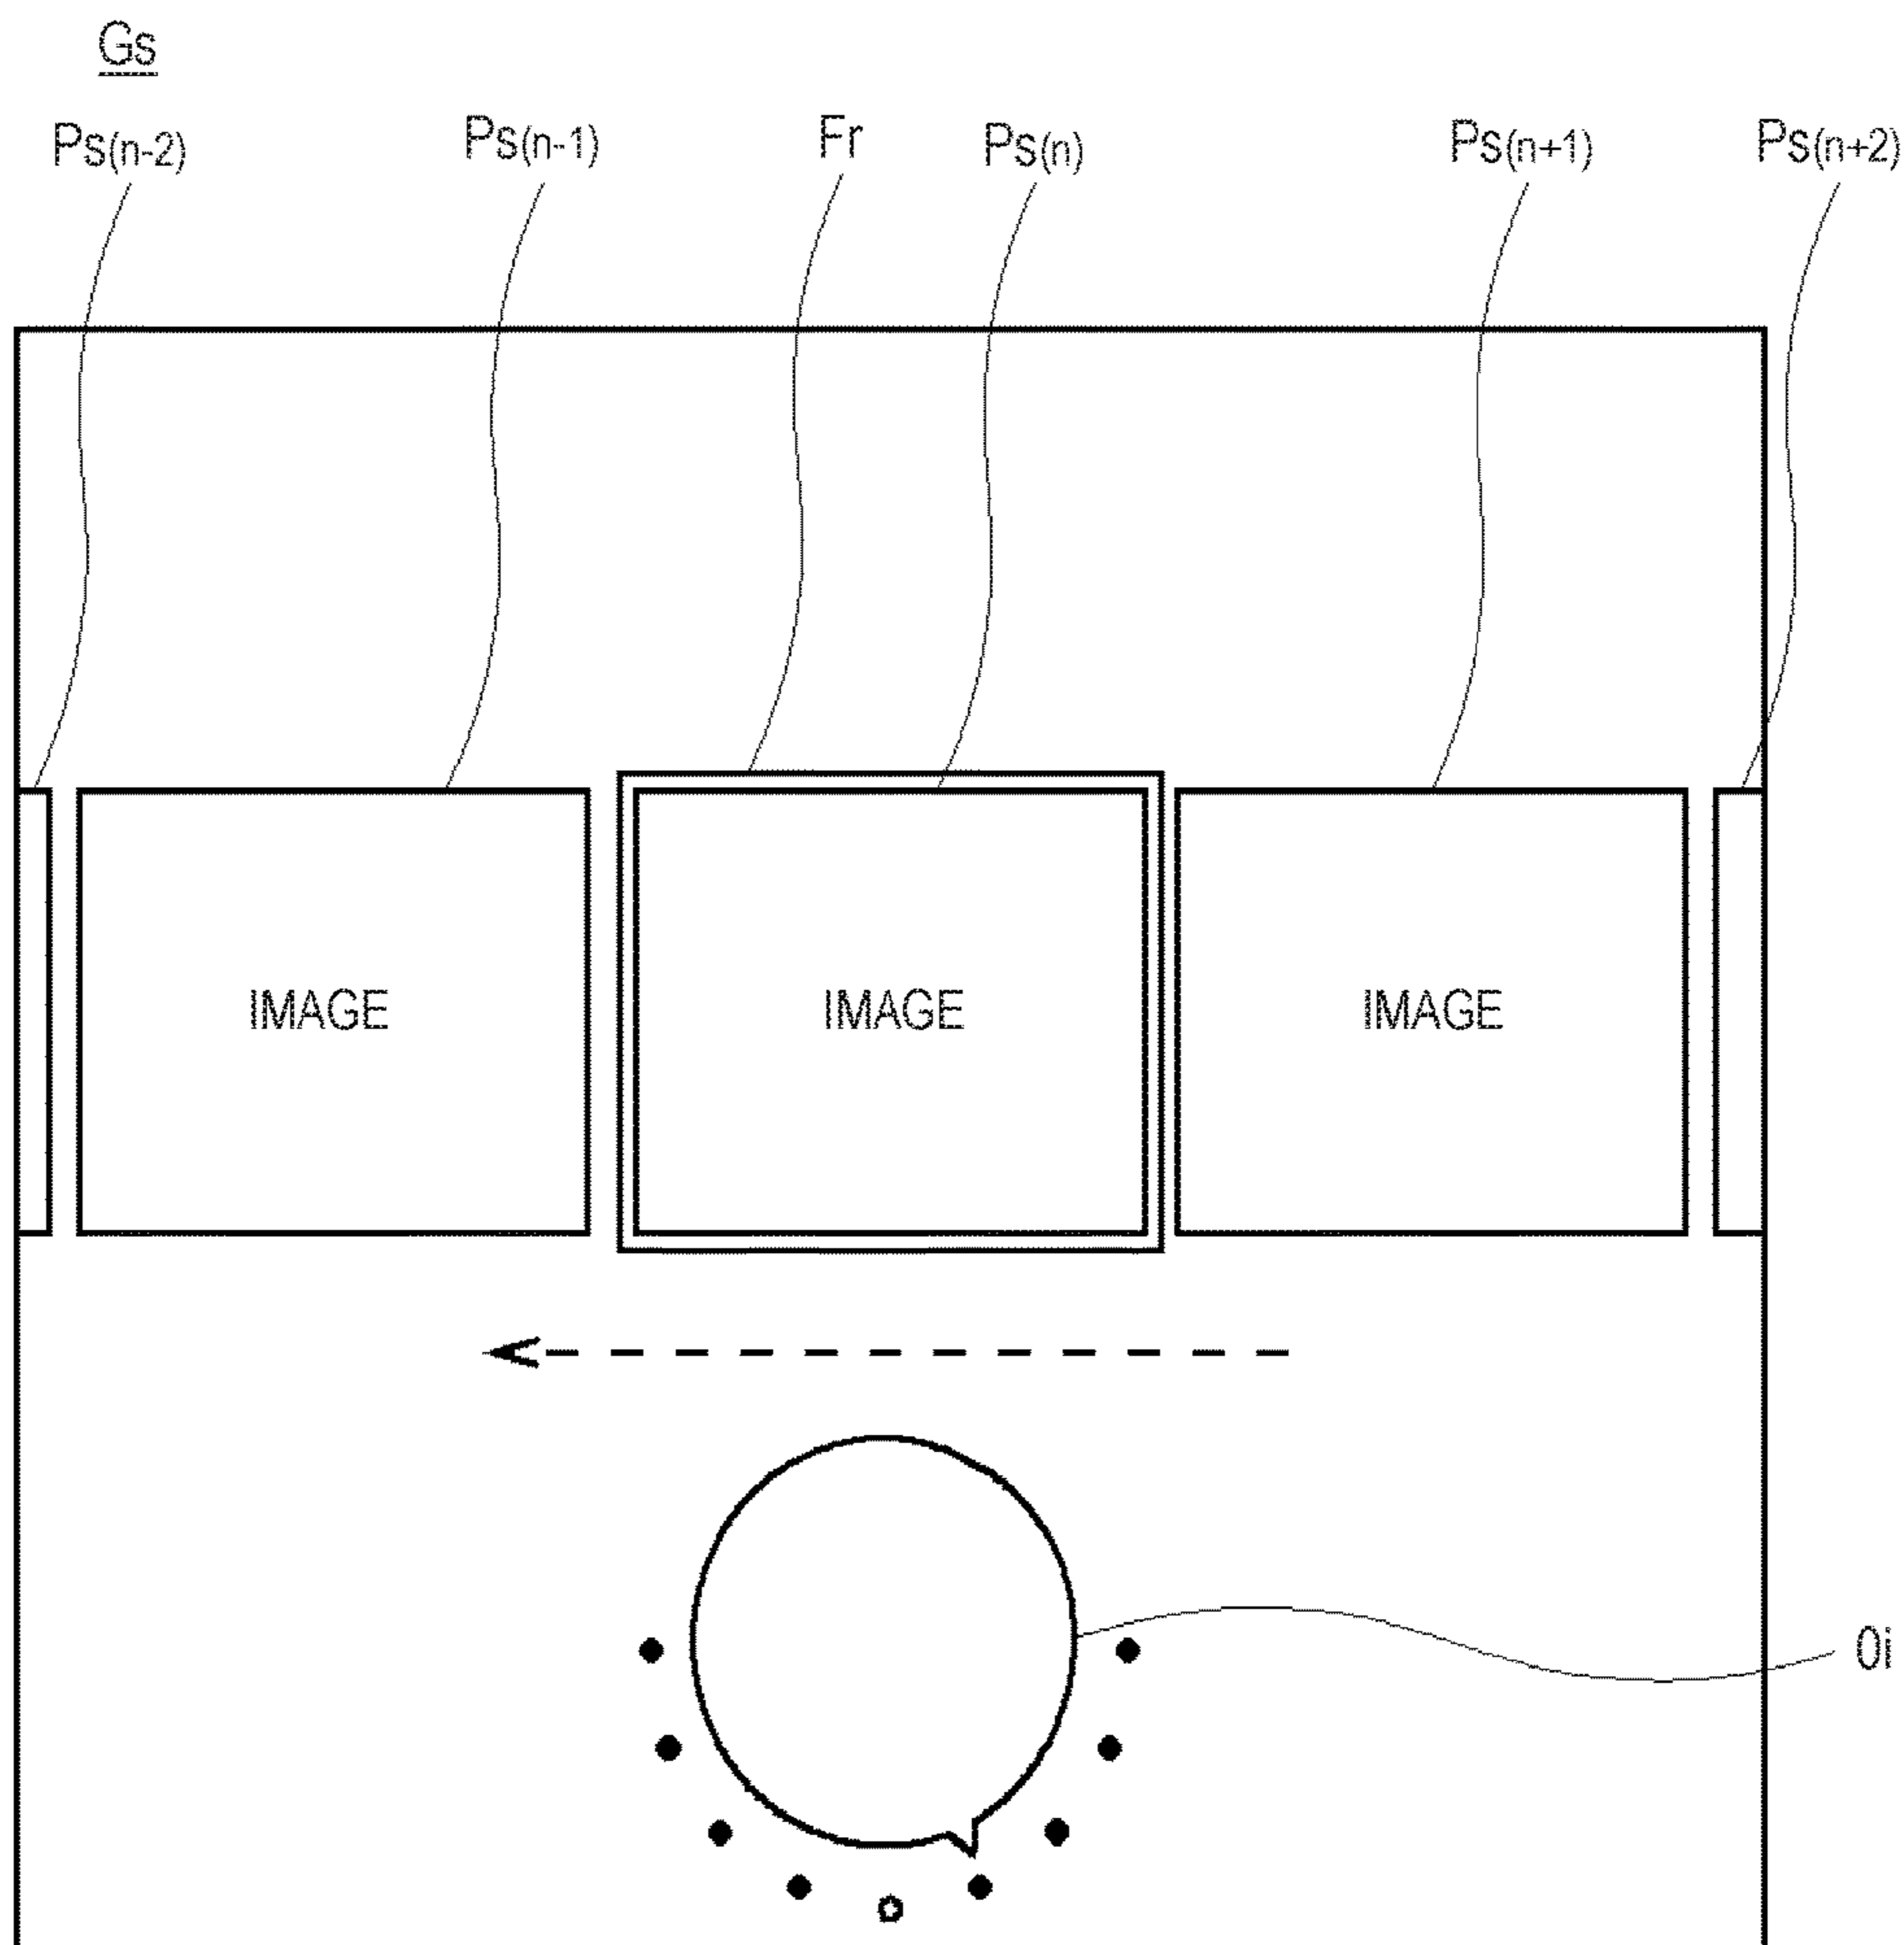 Gs
Ps(n-2) Ps(n-1) Fr Ps(n) Ps(n+1) Ps(n+2)
IMAGE IMAGE IMAGE
0i